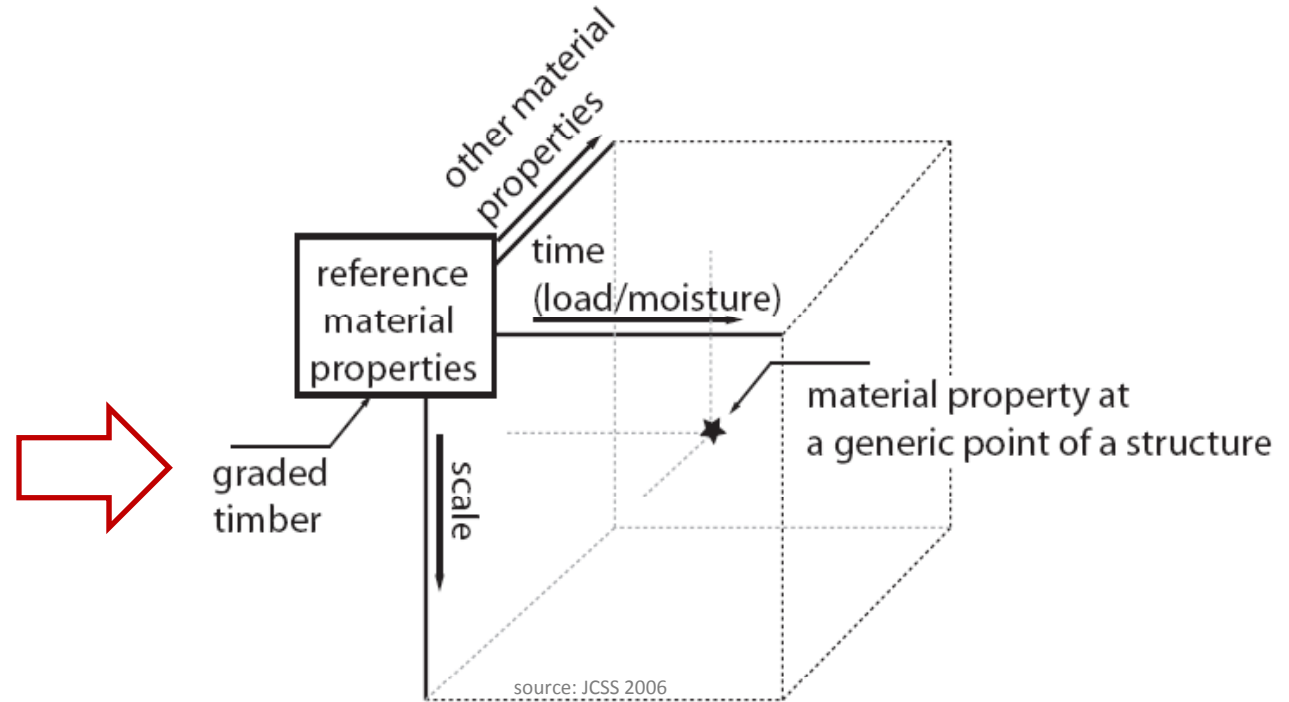 other material
properties
time
(load/moisture)
reference
material
properties
material property at
a generic point of a structure
graded
timber
scale
source: JCSS 2006